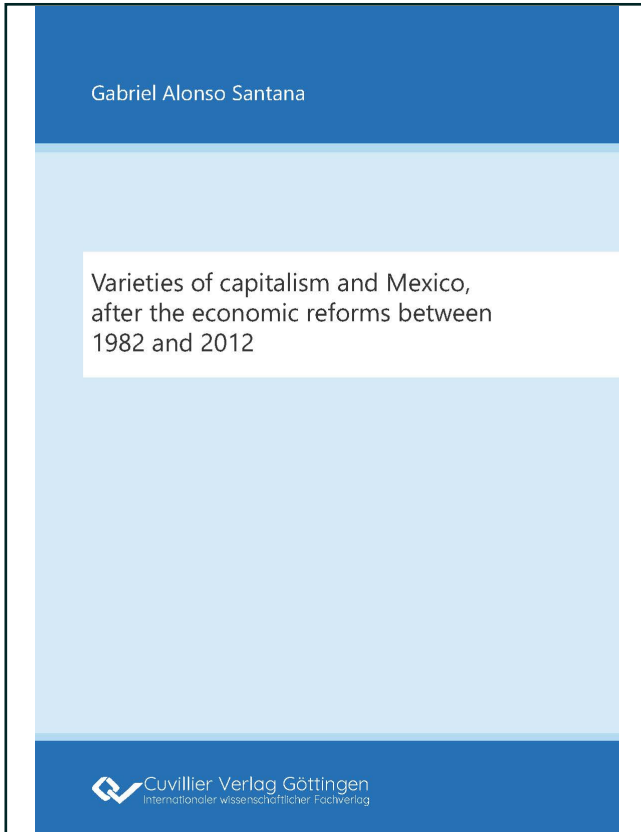 Gabriel Alonso Santana
Varieties of capitalism and Mexico,
after the economic reforms between
1982 and 2012
Cuvillier Verlag Göttingen
Internationaler wissenschaftlicher Fachverlag